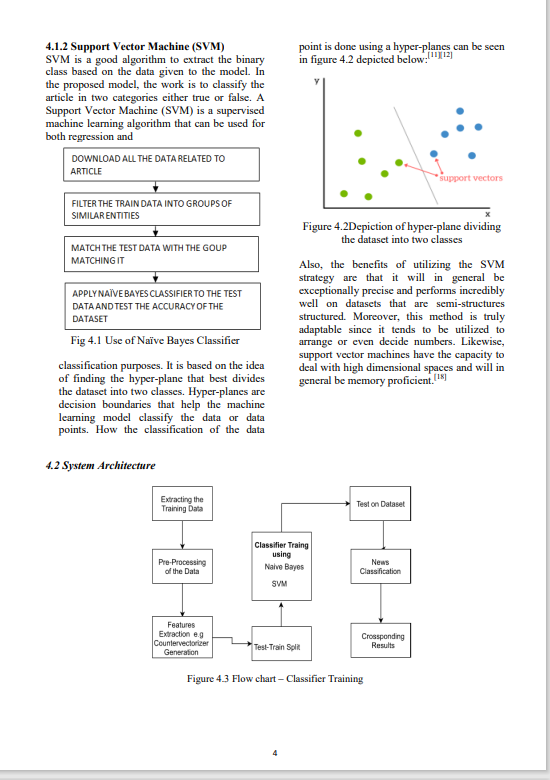 4.1.2 Support Vector Machine (SVM)
SVM is a good algorithm to extract the binary
class based on the data given to the model. In
the proposed model, the work is to classify the
article in two categories either true or false. A
Support Vector Machine (SVM) is a supervised
machine learning algorithm that can be used for
both regression and
DOWNLOAD ALL THE DATA RELATED TO
ARTICLE
FILTER THE TRAIN DATA INTO GROUPS OF
SIMILAR ENTITIES
MATCH THE TEST DATA WITH THE GOUP
MATCHING IT
APPLY NAÏVE BAYES CLASSIFIER TO THE TEST
DATA AND TEST THE ACCURACY OF THE
DATASET
Fig 4.1 Use of Naïve Bayes Classifier
classification purposes. It is based on the idea
of finding the hyper-plane that best divides
the dataset into two classes. Hyper-planes are
decision boundaries that help the machine
learning model classify the data or data
points. How the classification of the data
point is done using a hyper-planes can be seen
in figure 4.2 depicted below:[11][12]
y
support vectors
x
Figure 4.2Depiction of hyper-plane dividing
the dataset into two classes
Also, the benefits of utilizing the SVM
strategy are that it will in general be
exceptionally precise and performs incredibly
well on datasets that are semi-structures
structured. Moreover, this method is truly
adaptable since it tends to be utilized to
arrange or even decide numbers. Likewise,
support vector machines have the capacity to
deal with high dimensional spaces and will in
general be memory proficient.[18]
4.2 System Architecture
Extracting the
Training Data
Pre-Processing
of the Data
Features
Extraction e.g
Countervectorizer
Generation
Test-Train Split
Classifier Traing
using
Naive Bayes
SVM
Test on Dataset
News
Classification
Crossponding
Results
Figure 4.3 Flow chart – Classifier Training
4